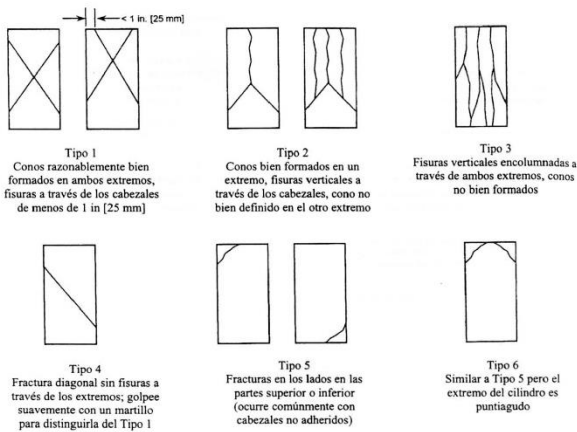 < 1 in. [25 mm]
Tipo 1
Conos razonablemente bien
formados en ambos extremos,
fisuras a través de los cabezales
de menos de 1 in [25 mm]
Tipo 2
Conos bien formados en un
extremo, fisuras verticales a
través de los cabezales, cono no
bien definido en el otro extremo
Tipo 3
Fisuras verticales encolumnadas a
través de ambos extremos, conos
no bien formados
Tipo 4
Fractura diagonal sin fisuras a
través de los extremos; golpee
suavemente con un martillo
para distinguirla del Tipo 1
Tipo 5
Fracturas en los lados en las
partes superior o inferior
(ocurre comúnmente con
cabezales no adheridos)
Tipo 6
Similar a Tipo 5 pero el
extremo del cilindro es
puntiagudo